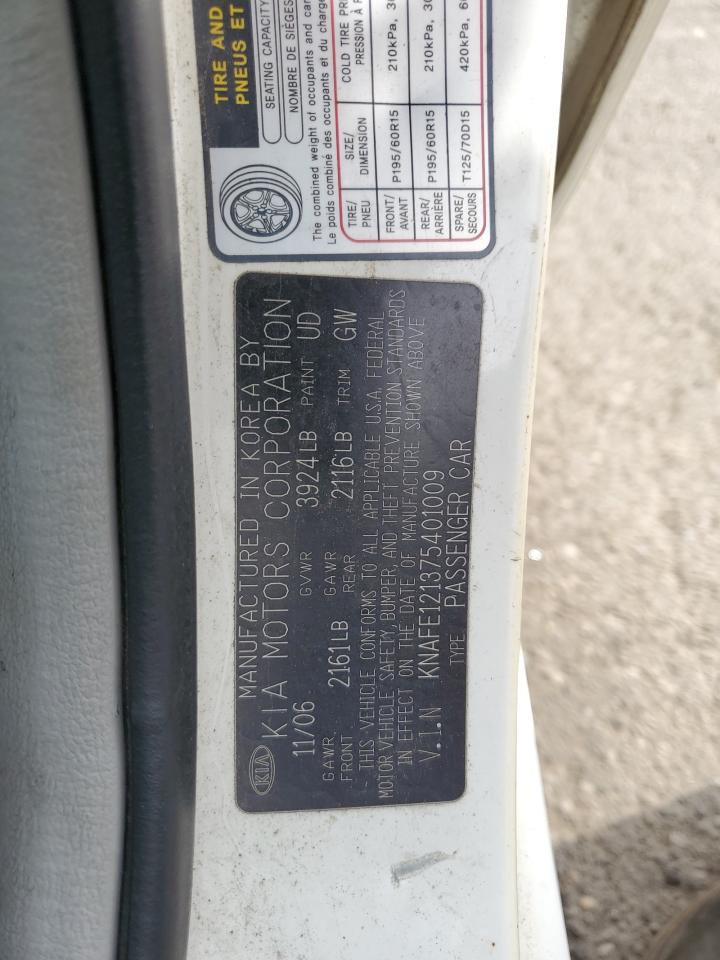 TIRE AND
PNEUS ET
SEATING CAPACITY
NOMBRE DE SIÈGES
The combined weight of occupants and car
Le poids combiné des occupants et du charge
TIRE/ PNEU SIZE/ DIMENSION COLD TIRE PR PRESSION À F
FRONT/ AVANT P195/60R15 210kPa, 30
REAR/ ARRIÈRE P195/60R15 210kPa, 30
SPARE/ SECOURS T125/70D15 420kPa, 60
MANUFACTURED IN KOREA BY
KIA KIA MOTORS CORPORATION
11/06 GVWR 3924LB PAINT UD
GAWR FRONT 2161LB GAWR REAR 2116LB TRIM GW
- THIS VEHICLE CONFORMS TO ALL APPLICABLE U.S.A. FEDERAL
MOTOR VEHICLE SAFETY, BUMPER, AND THEFT PREVENTION STANDARDS
IN EFFECT ON THE DATE OF MANUFACTURE SHOWN ABOVE
V.I.N KNAFE121375401009
TYPE PASSENGER CAR